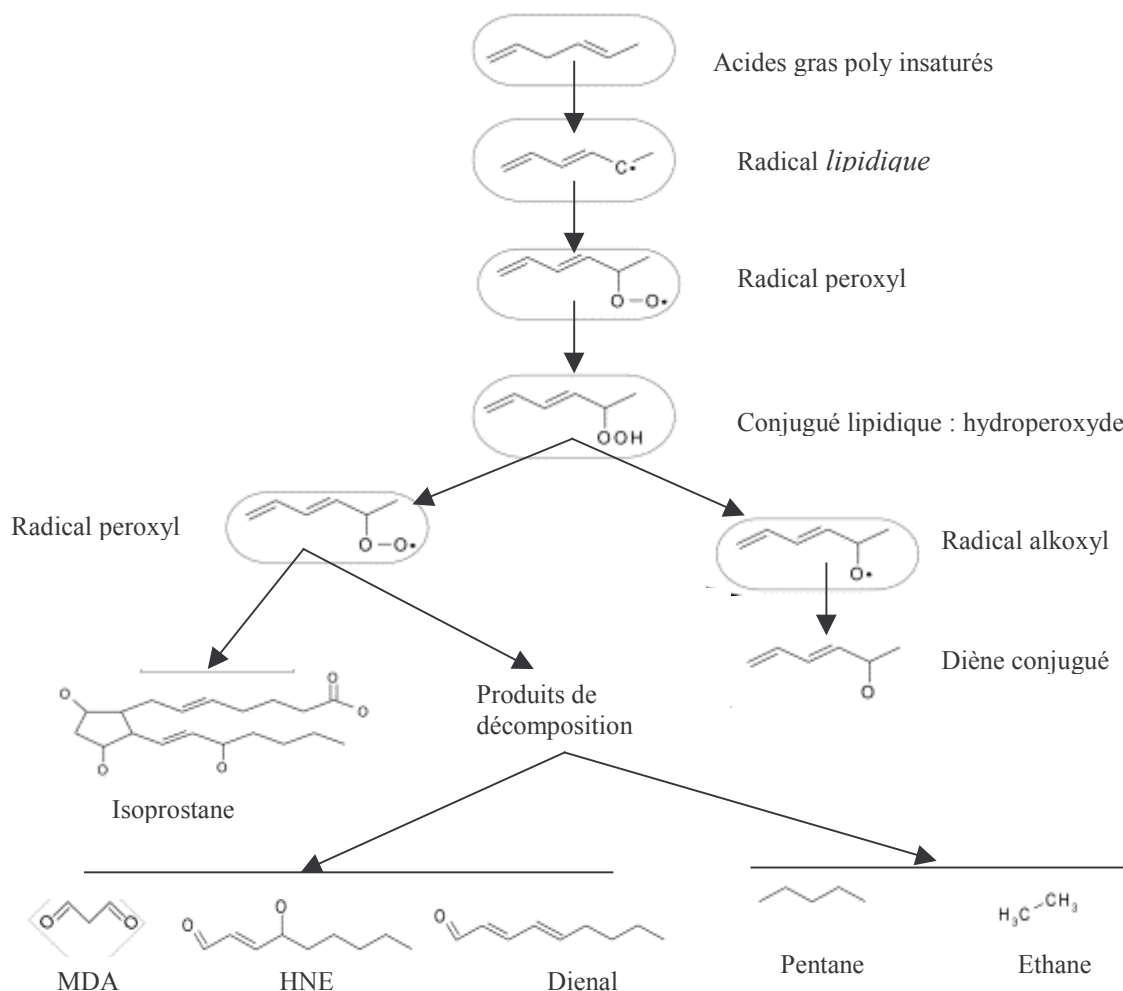 Acides gras poly insaturés
Radical lipidique
C•
Radical peroxyl
O–O•
Conjugué lipidique : hydroperoxyde
OOH
Radical peroxyl
O–O•
Radical alkoxyl
O•
Diène conjugué
O
Produits de
décomposition
O
O
O
O
O
Isoprostane
O
O
MDA
O
O
HNE
O
Dienal
Pentane
H₃C
CH₃
Ethane